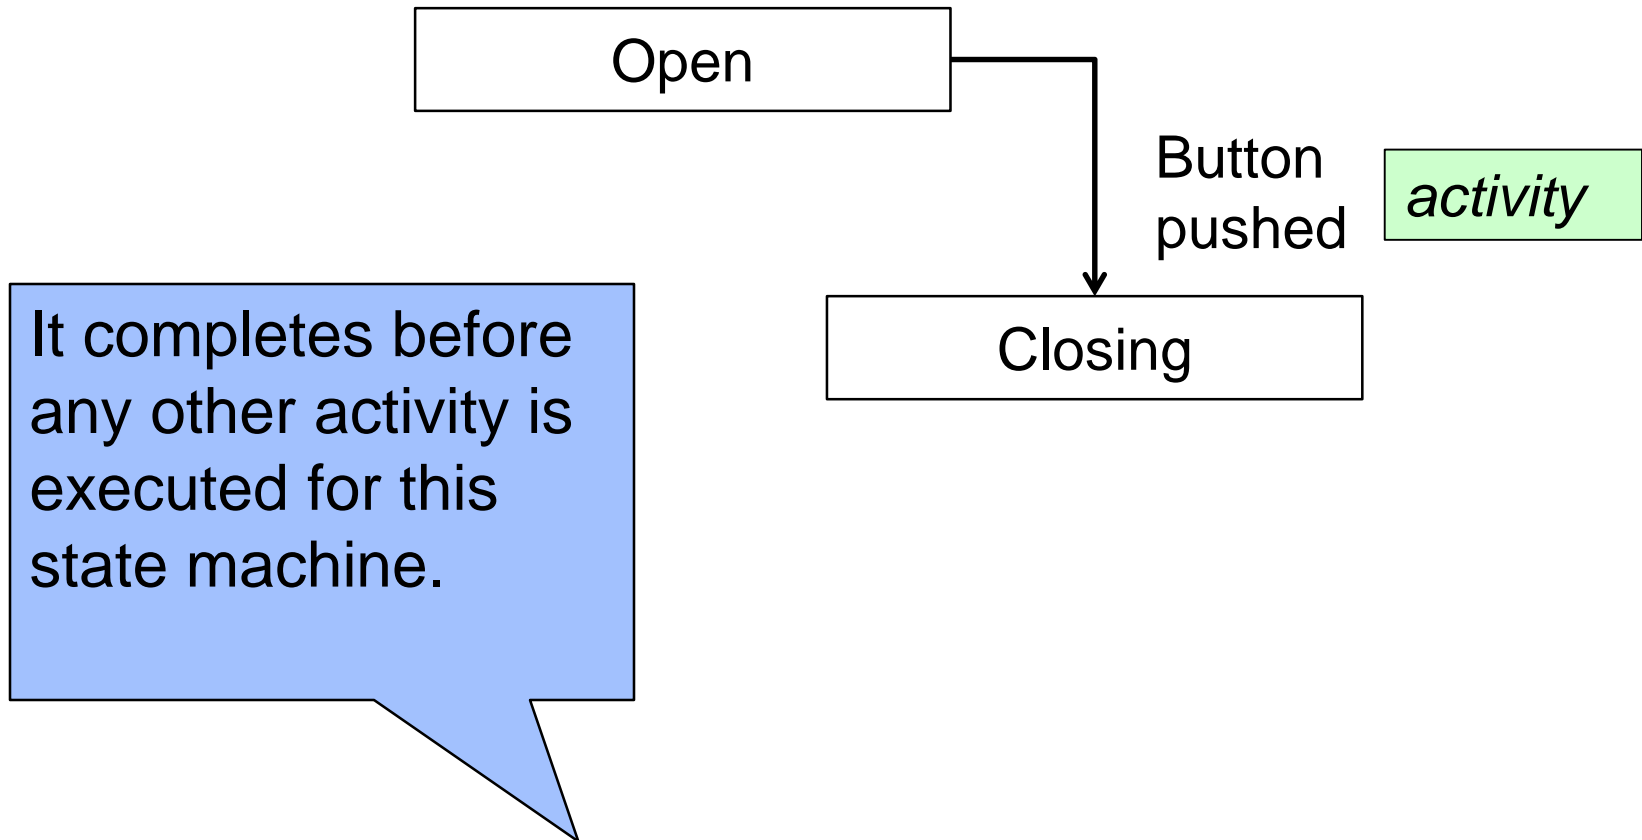 Open
Button
pushed
activity
It completes before
any other activity is
executed for this
state machine.
Closing